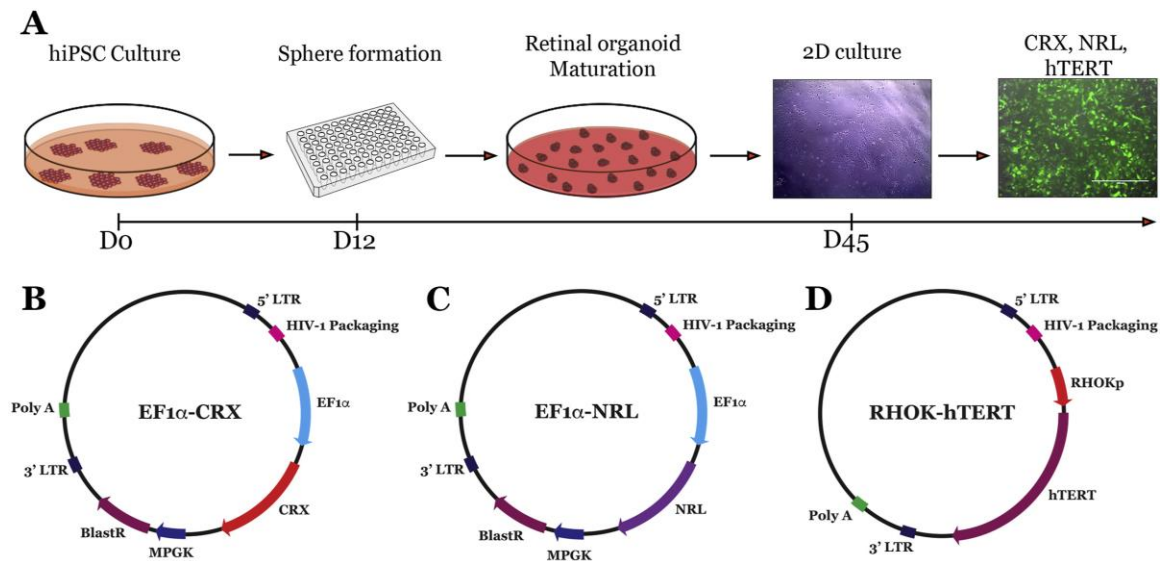 A
hiPSC Culture
Sphere formation
Retinal organoid
Maturation
2D culture
CRX, NRL,
hTERT
D0
D12
D45
B
5' LTR
HIV-1 Packaging
EF1α
EF1α-CRX
Poly A
3' LTR
BlastR
MPGK
CRX
C
5' LTR
HIV-1 Packaging
EF1α
EF1α-NRL
Poly A
3' LTR
BlastR
MPGK
NRL
D
5' LTR
HIV-1 Packaging
RHOKp
RHOK-hTERT
hTERT
Poly A
3' LTR